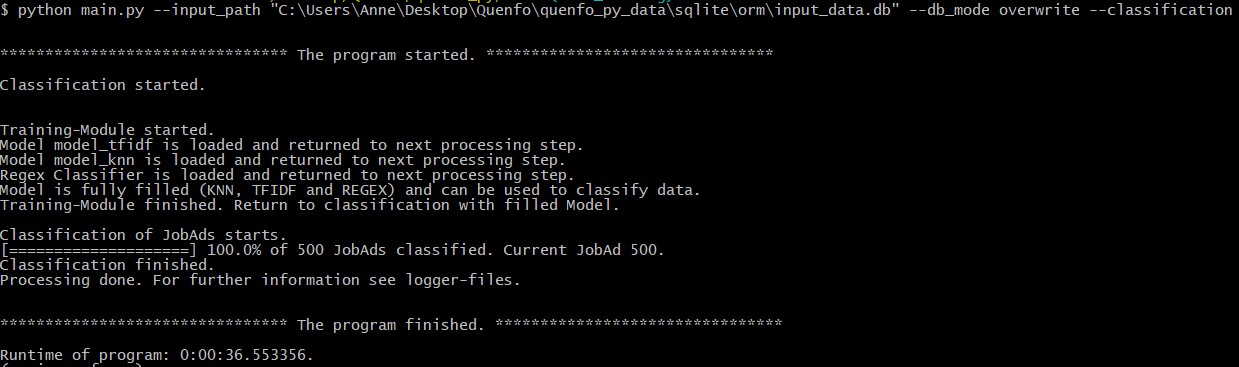 $ python main.py --input_path "C:\Users\Anne\Desktop\Quenfo\quenfo_py_data\sqlite\orm\input_data.db" --db_mode overwrite --classification
******************************** The program started. ********************************
Classification started.
Training-Module started.
Model model_tfidf is loaded and returned to next processing step.
Model model_knn is loaded and returned to next processing step.
Regex Classifier is loaded and returned to next processing step.
Model is fully filled (KNN, TFIDF and REGEX) and can be used to classify data.
Training-Module finished. Return to classification with filled Model.
Classification of JobAds starts.
[====================] 100.0% of 500 JobAds classified. Current JobAd 500.
Classification finished.
Processing done. For further information see logger-files.
******************************** The program finished. ********************************
Runtime of program: 0:00:36.553356.